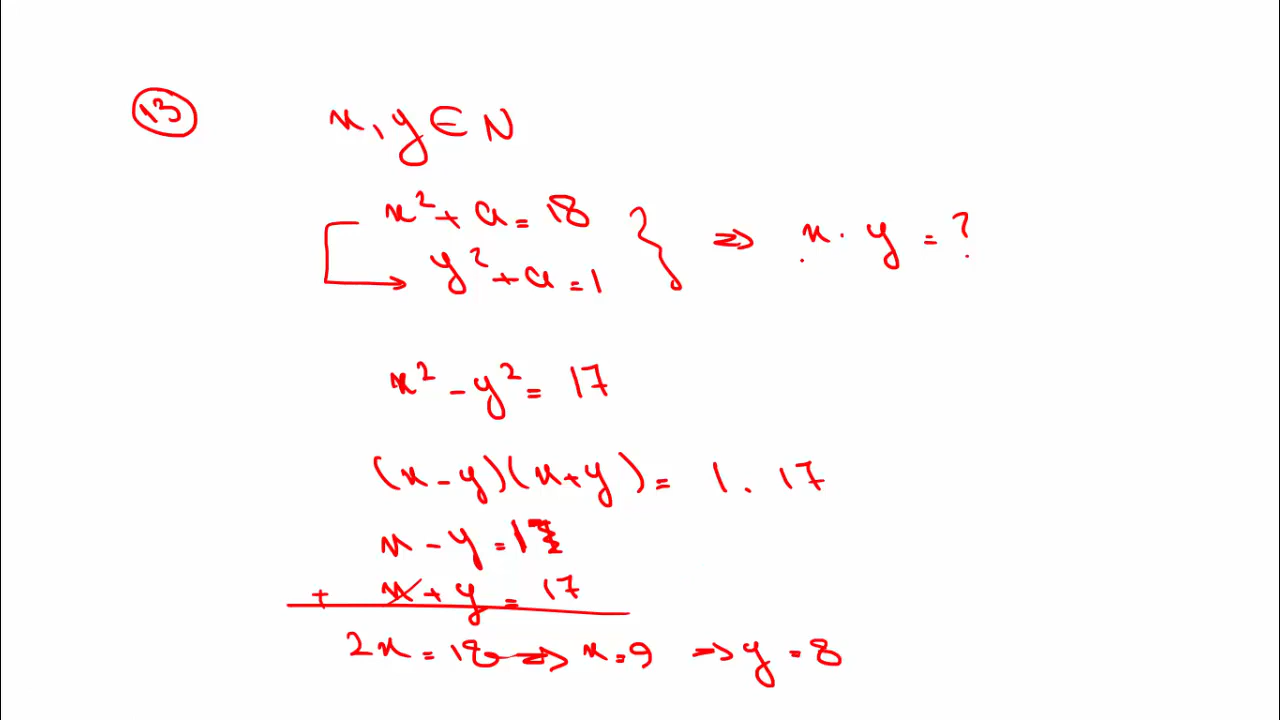 13
x, y ∈ N
x² + a = 18
y² + a = 1
} ⇒ x · y = ?
x² - y² = 17
(x - y)(x + y) = 1 . 17
x - y = 1
+ x + y = 17
2x = 18 ⇒ x = 9 ⇒ y = 8